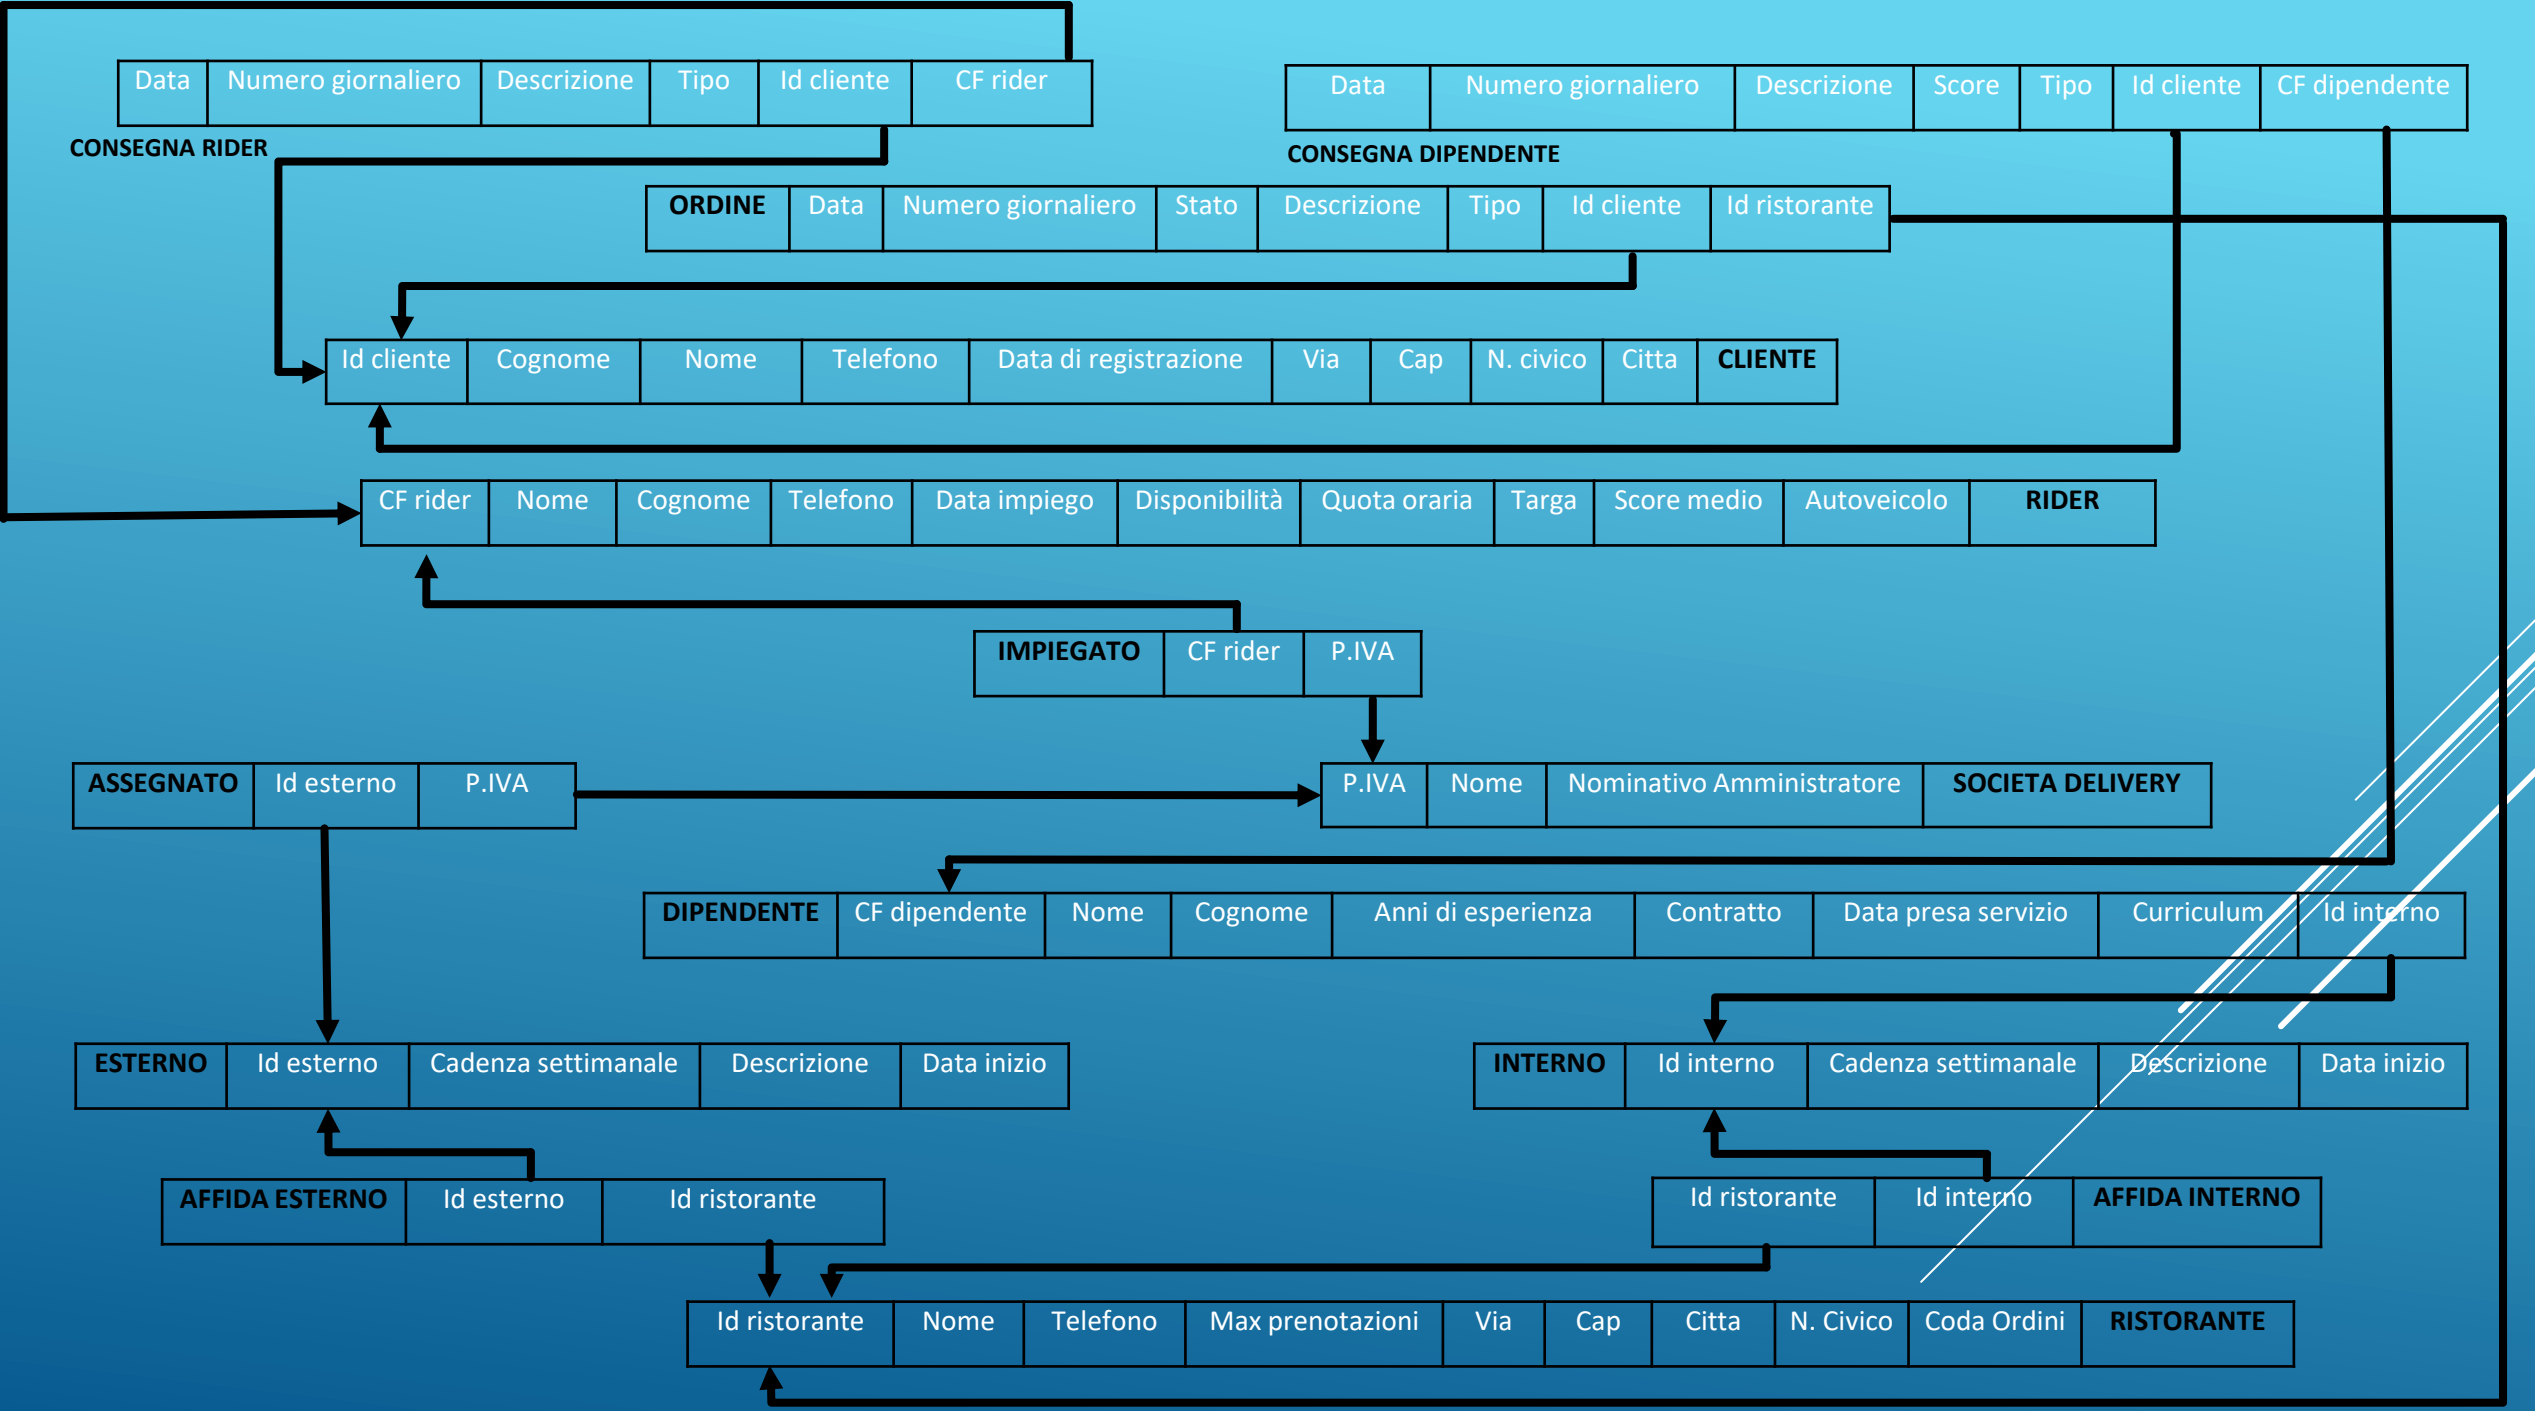 Data Numero giornaliero Descrizione Tipo Id cliente CF rider
CONSEGNA RIDER
Data Numero giornaliero Descrizione Score Tipo Id cliente CF dipendente
CONSEGNA DIPENDENTE
ORDINE Data Numero giornaliero Stato Descrizione Tipo Id cliente Id ristorante
Id cliente Cognome Nome Telefono Data di registrazione Via Cap N. civico Citta CLIENTE
CF rider Nome Cognome Telefono Data impiego Disponibilità Quota oraria Targa Score medio Autoveicolo RIDER
IMPIEGATO CF rider P.IVA
ASSEGNATO Id esterno P.IVA
P.IVA Nome Nominativo Amministratore SOCIETA DELIVERY
DIPENDENTE CF dipendente Nome Cognome Anni di esperienza Contratto Data presa servizio Curriculum Id interno
ESTERNO Id esterno Cadenza settimanale Descrizione Data inizio
INTERNO Id interno Cadenza settimanale Descrizione Data inizio
AFFIDA ESTERNO Id esterno Id ristorante
Id ristorante Id interno AFFIDA INTERNO
Id ristorante Nome Telefono Max prenotazioni Via Cap Citta N. Civico Coda Ordini RISTORANTE